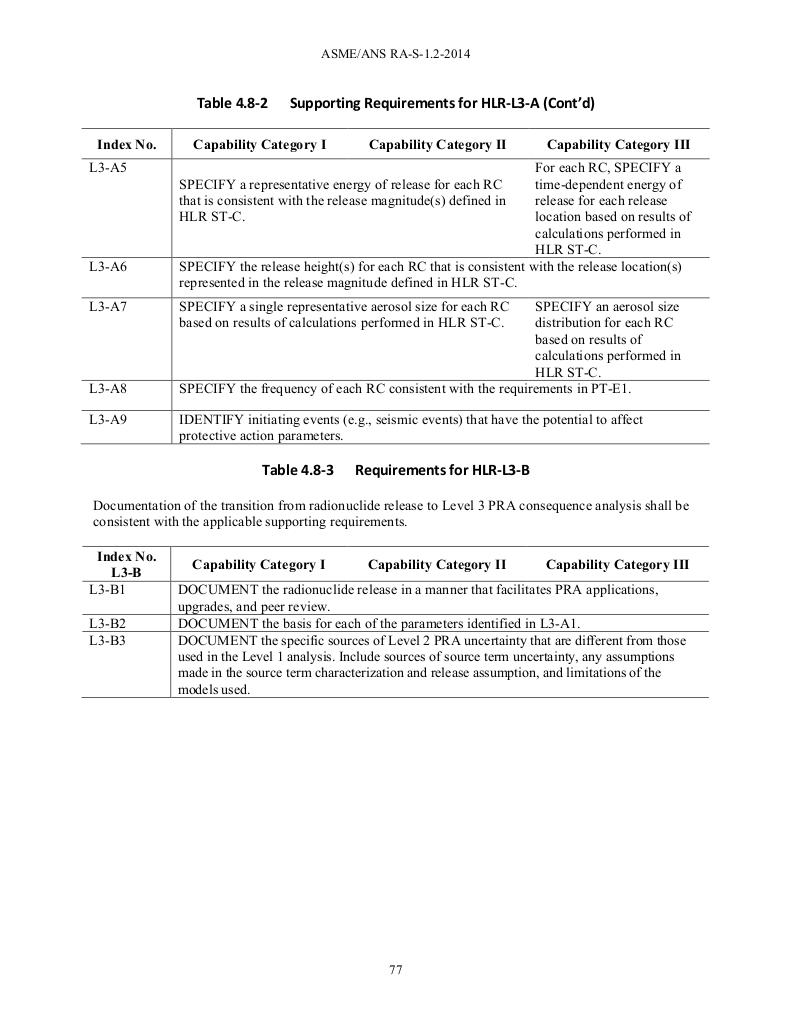 ASME/ANS RA-S-1.2-2014
Table 4.8-2 Supporting Requirements for HLR-L3-A (Cont’d)
Index No. Capability Category I Capability Category II Capability Category III
L3-A5
SPECIFY a representative energy of release for each RC
that is consistent with the release magnitude(s) defined in
HLR ST-C.
For each RC, SPECIFY a
time-dependent energy of
release for each release
location based on results of
calculations performed in
HLR ST-C.
L3-A6 SPECIFY the release height(s) for each RC that is consistent with the release location(s)
represented in the release magnitude defined in HLR ST-C.
L3-A7 SPECIFY a single representative aerosol size for each RC
based on results of calculations performed in HLR ST-C.
SPECIFY an aerosol size
distribution for each RC
based on results of
calculations performed in
HLR ST-C.
L3-A8 SPECIFY the frequency of each RC consistent with the requirements in PT-E1.
L3-A9 IDENTIFY initiating events (e.g., seismic events) that have the potential to affect
protective action parameters.
Table 4.8-3 Requirements for HLR-L3-B
Documentation of the transition from radionuclide release to Level 3 PRA consequence analysis shall be
consistent with the applicable supporting requirements.
Index No.
L3-B
Capability Category I Capability Category II Capability Category III
L3-B1 DOCUMENT the radionuclide release in a manner that facilitates PRA applications,
upgrades, and peer review.
L3-B2 DOCUMENT the basis for each of the parameters identified in L3-A1.
L3-B3 DOCUMENT the specific sources of Level 2 PRA uncertainty that are different from those
used in the Level 1 analysis. Include sources of source term uncertainty, any assumptions
made in the source term characterization and release assumption, and limitations of the
models used.
77